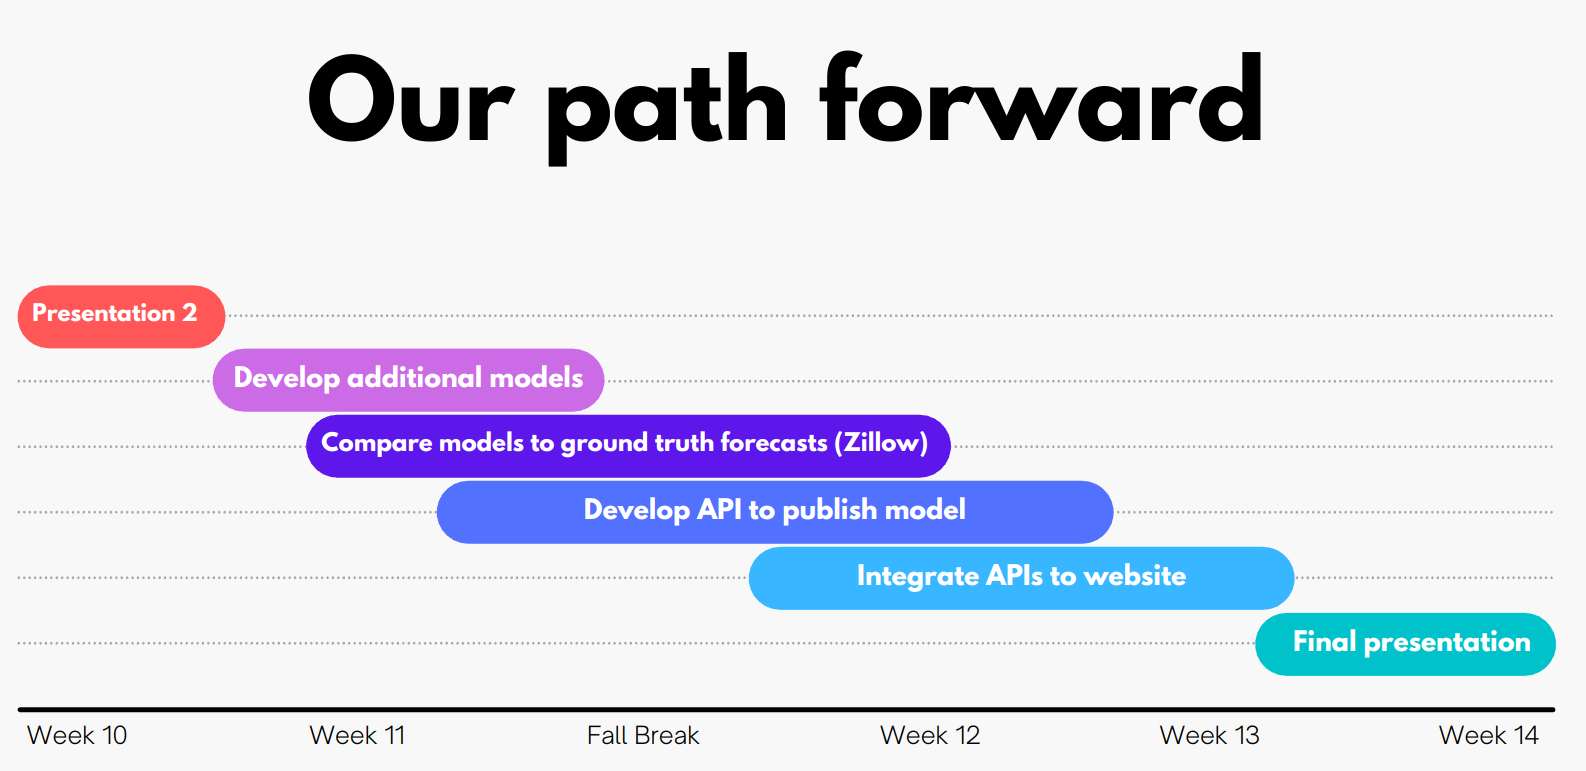 Our path forward
Presentation 2
Develop additional models
Compare models to ground truth forecasts (Zillow)
Develop API to publish model
Integrate APIs to website
Final presentation
Week 10
Week 11
Fall Break
Week 12
Week 13
Week 14